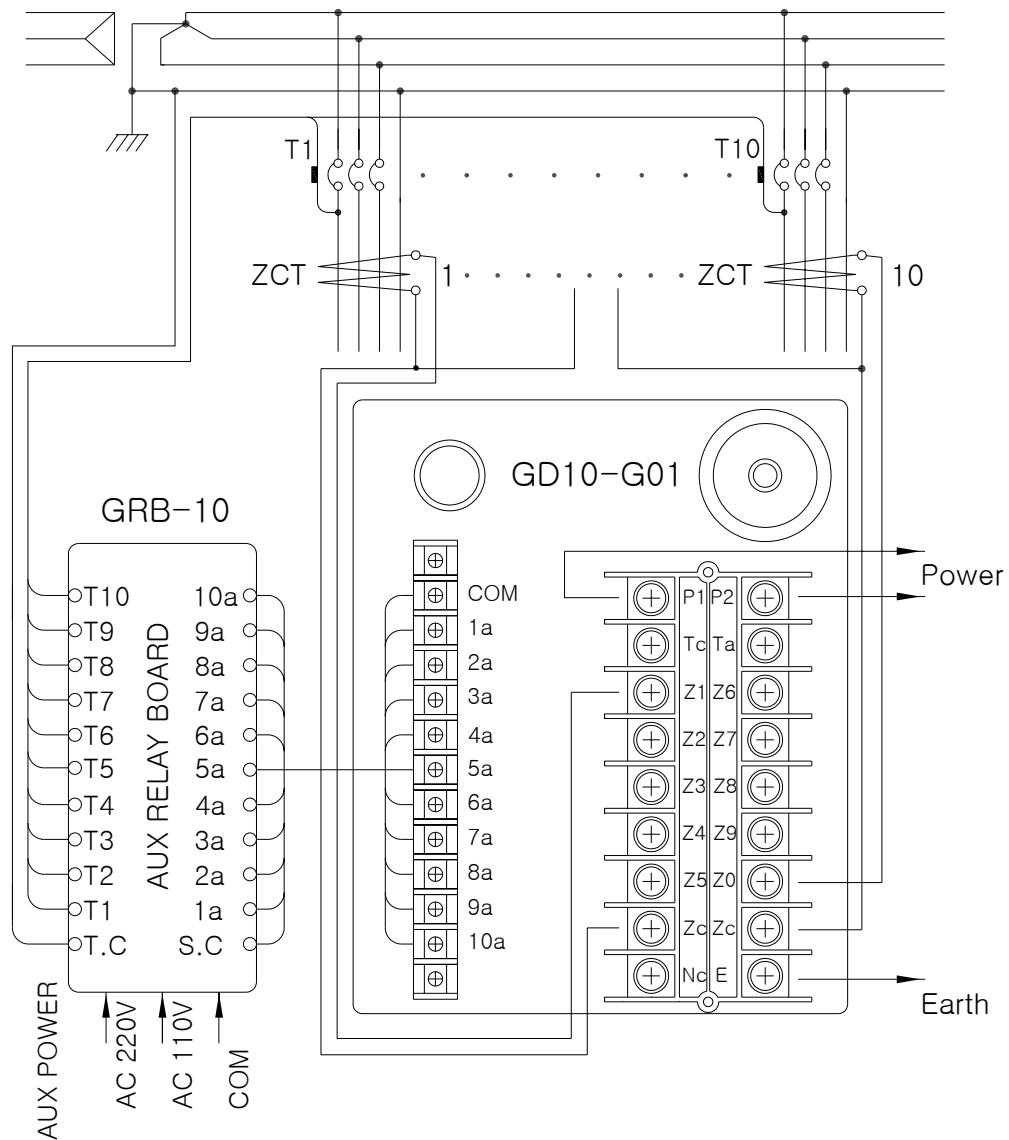 T1
T10
ZCT
1
ZCT
10
GD10-G01
GRB-10
Power
T10
T9
T8
T7
T6
T5
T4
T3
T2
T1
T.C
AUX RELAY BOARD
10a
9a
8a
7a
6a
5a
4a
3a
2a
1a
S.C
COM
1a
2a
3a
4a
5a
6a
7a
8a
9a
10a
P1 P2
Tc Ta
Z1 Z6
Z2 Z7
Z3 Z8
Z4 Z9
Z5 Z0
Zc Zc
Nc E
Earth
AUX POWER
AC 220V
AC 110V
COM